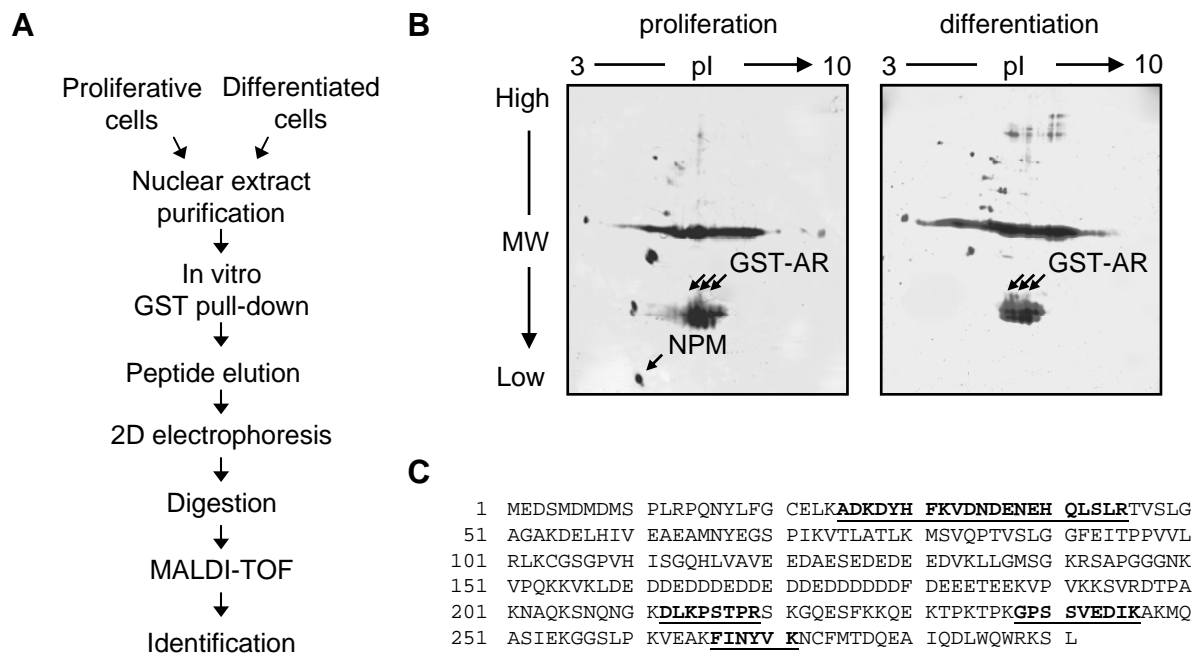 A
Proliferative
cells
Differentiated
cells
Nuclear extract
purification
In vitro
GST pull-down
Peptide elution
2D electrophoresis
Digestion
MALDI-TOF
Identification
B
proliferation
differentiation
3 pI 10
3 pI 10
High
MW
Low
GST-AR
NPM
GST-AR
C
1 MEDSMDMDMS PLRPQNYLFG CELKADKDYH FKVDNDENEH QLSLRTVSLG
51 AGAKDELHIV EAEAMNYEGS PIKVTLATLK MSVQPTVSLG GFEITPPVVL
101 RLKCGSGPVH ISGQHLVAVE EDAESEDEDE EDVKLLGMSG KRSAPGGGNK
151 VPQKKVKLDE DDEDDDEDDE DDEDDDDDDF DEEETEEKVP VKKSVRDTPA
201 KNAQKSNQNG KDLKPSTPRS KGQESFKKQE KTPKTPKGPS SVEDIKAKMQ
251 ASIEKGGSLP KVEAKFINYV KNCFMTDQEA IQDLWQWRKS L